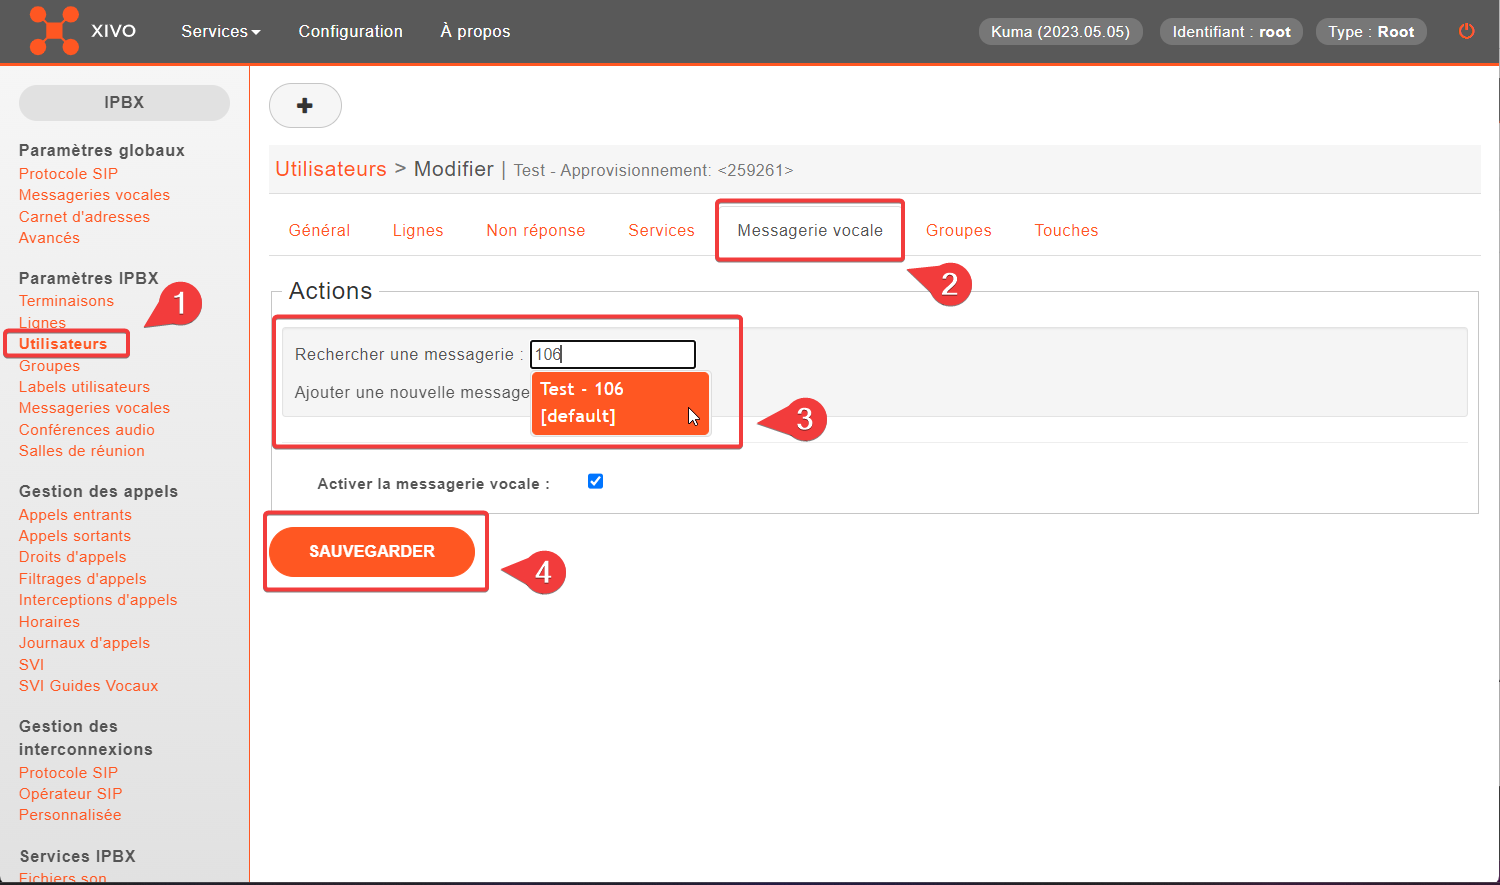 XIVO
Services
Configuration
À propos
Kuma (2023.05.05)
Identifiant : root
Type : Root
IPBX
Paramètres globaux
Protocole SIP
Messageries vocales
Carnet d'adresses
Avancés
Paramètres IPBX
Terminaisons
Lignes
Utilisateurs
Groupes
Labels utilisateurs
Messageries vocales
Conférences audio
Salles de réunion
Gestion des appels
Appels entrants
Appels sortants
Droits d'appels
Filtrages d'appels
Interceptions d'appels
Horaires
Journaux d'appels
SVI
SVI Guides Vocaux
Gestion des
interconnexions
Protocole SIP
Opérateur SIP
Personnalisée
Services IPBX
Fichiers son
1
+
Utilisateurs > Modifier | Test - Approvisionnement: <259261>
Général
Lignes
Non réponse
Services
Messagerie vocale
Groupes
Touches
2
Actions
Rechercher une messagerie : 106
Ajouter une nouvelle message
Test - 106
[default]
3
Activer la messagerie vocale :
SAUVEGARDER
4